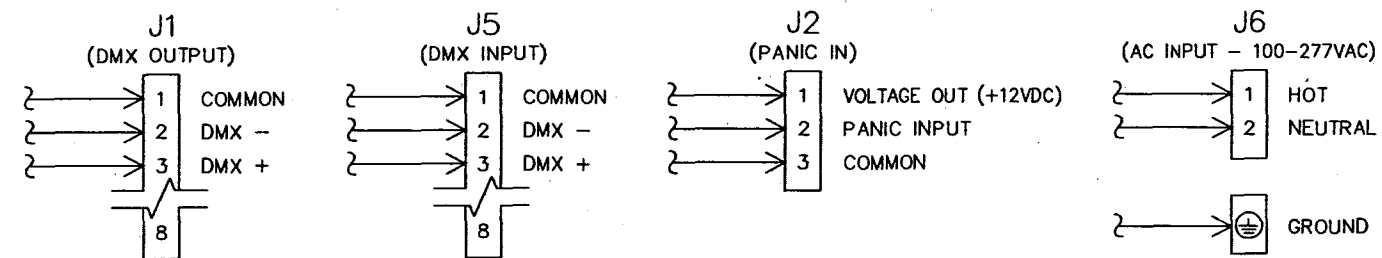 J1
(DMX OUTPUT)
1 COMMON
2 DMX -
3 DMX +
8
J5
(DMX INPUT)
1 COMMON
2 DMX -
3 DMX +
8
J2
(PANIC IN)
1 VOLTAGE OUT (+12VDC)
2 PANIC INPUT
3 COMMON
J6
(AC INPUT - 100-277VAC)
1 HOT
2 NEUTRAL
GROUND